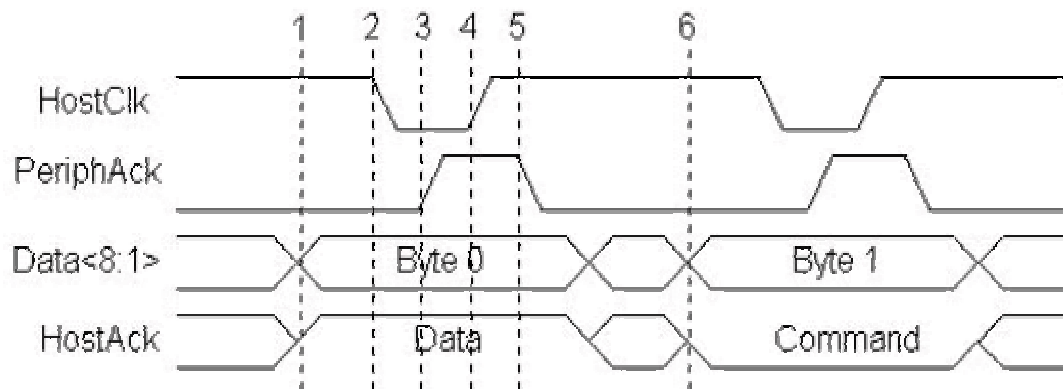 1 2 3 4 5 6
HostClk
PeriphAck
Data<8:1> Byte 0 Byte 1
HostAck Data Command